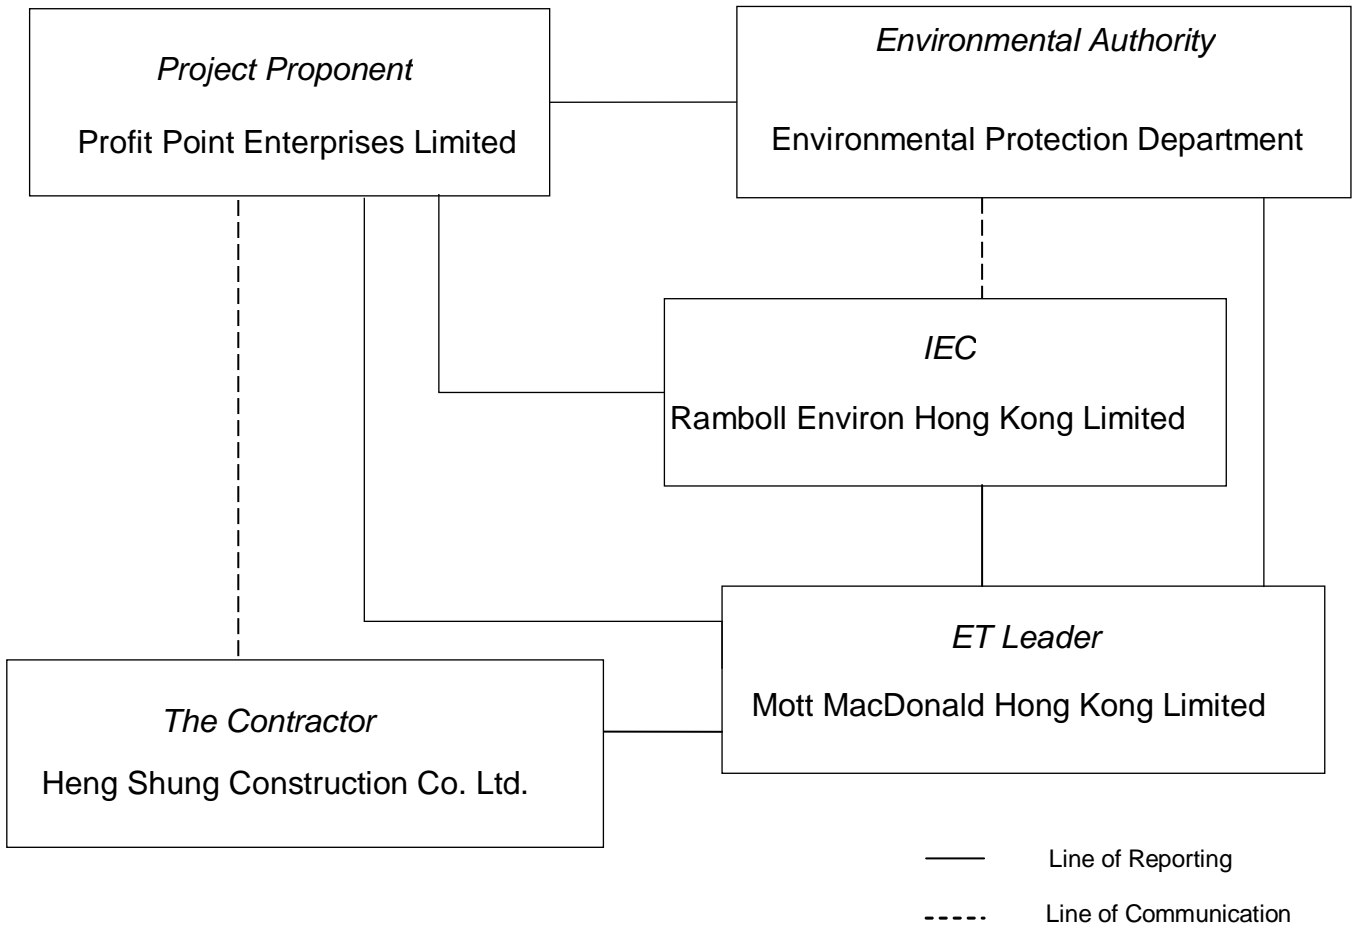 Project Proponent
Profit Point Enterprises Limited
Environmental Authority
Environmental Protection Department
IEC
Ramboll Environ Hong Kong Limited
ET Leader
Mott MacDonald Hong Kong Limited
The Contractor
Heng Shung Construction Co. Ltd.
Line of Reporting
Line of Communication